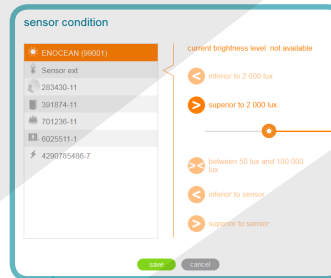 sensor condition
ENOCEAN (99001)
Sensor ext
283430-11
391874-11
701236-11
6025511-1
4290785486-7
current brightness level not available
inferior to 2 000 lux
superior to 2 000 lux
between 50 lux and 100 000
lux
inferior to sensor
superior to sensor
save
cancel